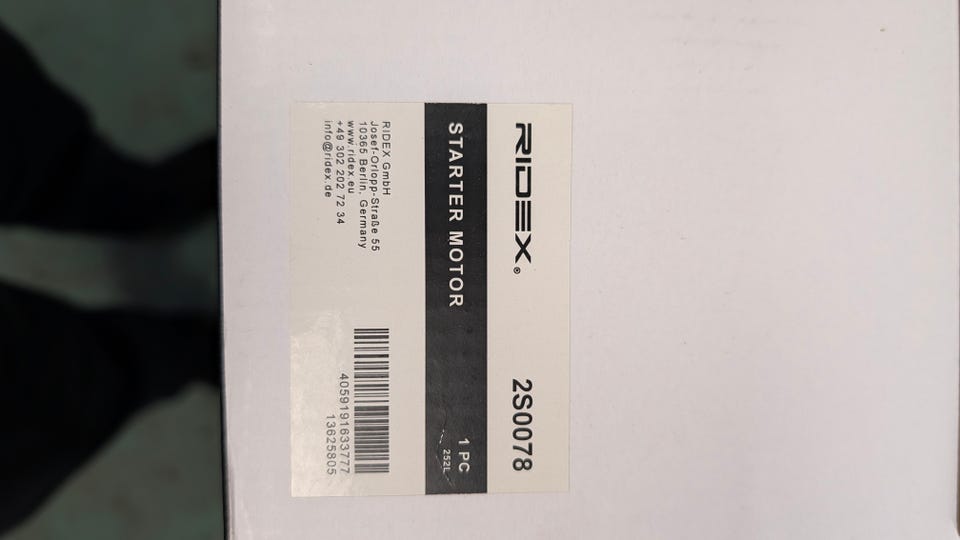 RIDEX®
2S0078
STARTER MOTOR
1 PC
252L
RIDEX GmbH
Josef-Orlopp-Straße 55
10365 Berlin, Germany
www.ridex.eu
+49 302 202 72 34
info@ridex.de
4059191633777
13625805